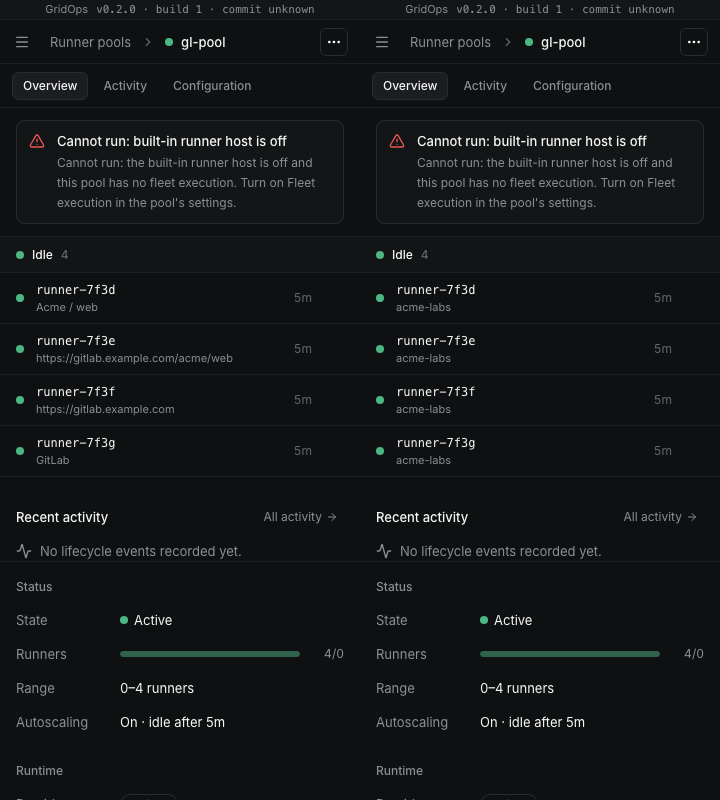 GridOps v0.2.0 · build 1 · commit unknown
Runner pools > gl-pool
Overview Activity Configuration
Cannot run: built-in runner host is off
Cannot run: the built-in runner host is off and
this pool has no fleet execution. Turn on Fleet
execution in the pool's settings.
Idle 4
runner-7f3d
Acme / web
5m
runner-7f3e
https://gitlab.example.com/acme/web
5m
runner-7f3f
https://gitlab.example.com
5m
runner-7f3g
GitLab
5m
Recent activity All activity →
No lifecycle events recorded yet.
Status
State Active
Runners 4/0
Range 0–4 runners
Autoscaling On · idle after 5m
Runtime
GridOps v0.2.0 · build 1 · commit unknown
Runner pools > gl-pool
Overview Activity Configuration
Cannot run: built-in runner host is off
Cannot run: the built-in runner host is off and
this pool has no fleet execution. Turn on Fleet
execution in the pool's settings.
Idle 4
runner-7f3d
acme-labs
5m
runner-7f3e
acme-labs
5m
runner-7f3f
acme-labs
5m
runner-7f3g
acme-labs
5m
Recent activity All activity →
No lifecycle events recorded yet.
Status
State Active
Runners 4/0
Range 0–4 runners
Autoscaling On · idle after 5m
Runtime